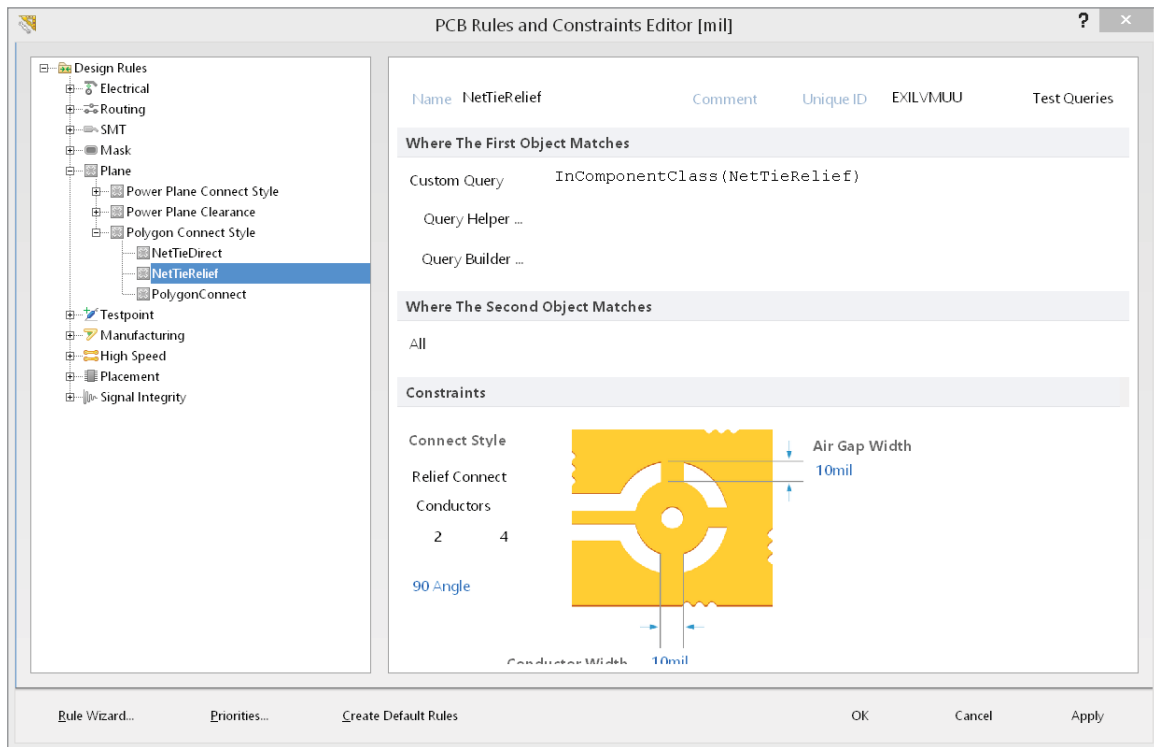 PCB Rules and Constraints Editor [mil]
?
Design Rules
Electrical
Routing
SMT
Mask
Plane
Power Plane Connect Style
Power Plane Clearance
Polygon Connect Style
NetTieDirect
NetTieRelief
PolygonConnect
Testpoint
Manufacturing
High Speed
Placement
Signal Integrity
Name NetTieRelief Comment Unique ID EXILVMUU Test Queries
Where The First Object Matches
Custom Query InComponentClass(NetTieRelief)
Query Helper ...
Query Builder ...
Where The Second Object Matches
All
Constraints
Connect Style
Air Gap Width
10mil
Relief Connect
Conductors
2 4
90 Angle
Conductor Width 10mil
Rule Wizard... Priorities... Create Default Rules OK Cancel Apply